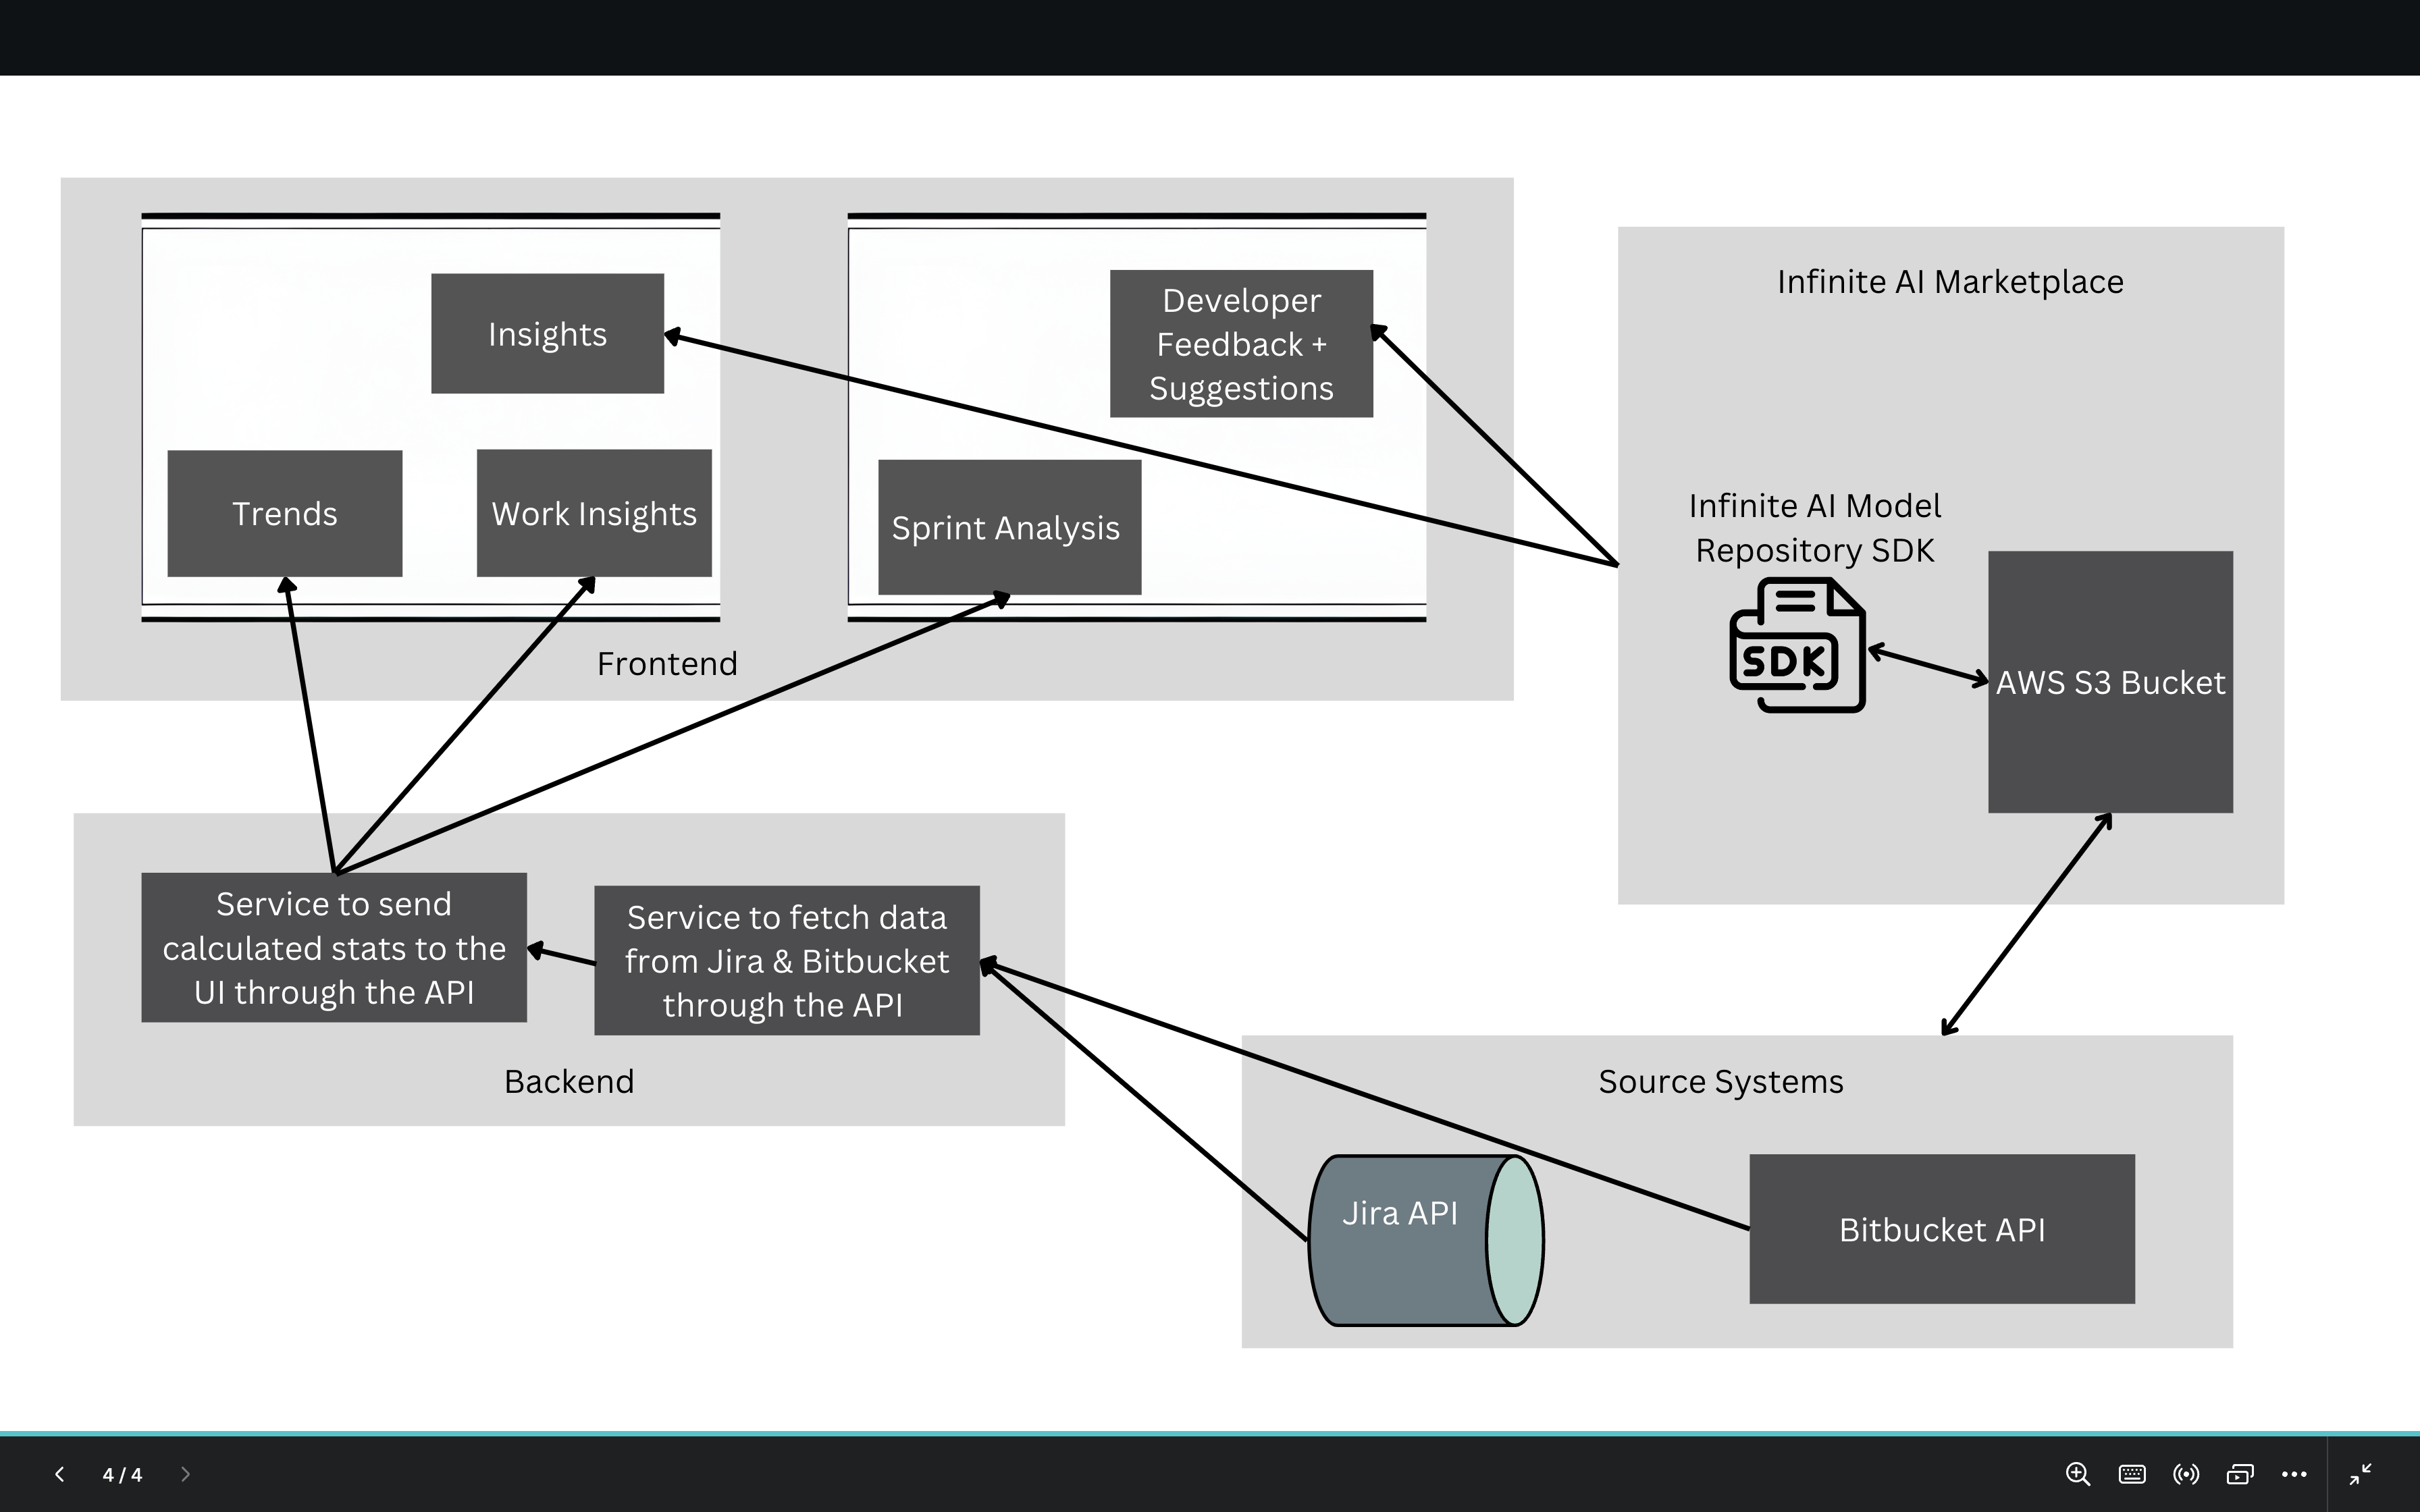 Insights
Developer
Feedback +
Suggestions
Trends
Work Insights
Sprint Analysis
Frontend
Infinite AI Marketplace
Infinite AI Model
Repository SDK
SDK
AWS S3 Bucket
Service to send
calculated stats to the
UI through the API
Service to fetch data
from Jira & Bitbucket
through the API
Backend
Source Systems
Jira API
Bitbucket API
4 / 4